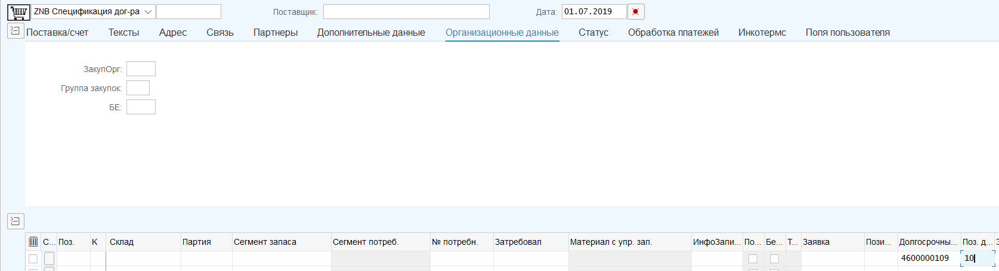 ZNB Спецификация дог-ра Поставщик: Дата: 01.07.2019
Поставка/счет Тексты Адрес Связь Партнеры Дополнительные данные Организационные данные Статус Обработка платежей Инкотермс Поля пользователя
ЗакупОрг:
Группа закупок:
БЕ:
С... Поз. К Склад Партия Сегмент запаса Сегмент потреб. № потребн. Затребовал Материал с упр. зап. ИнфоЗапи... По... Бе... Т... Заявка Пози... Долгосрочны... Поз. д...
4600000109 10